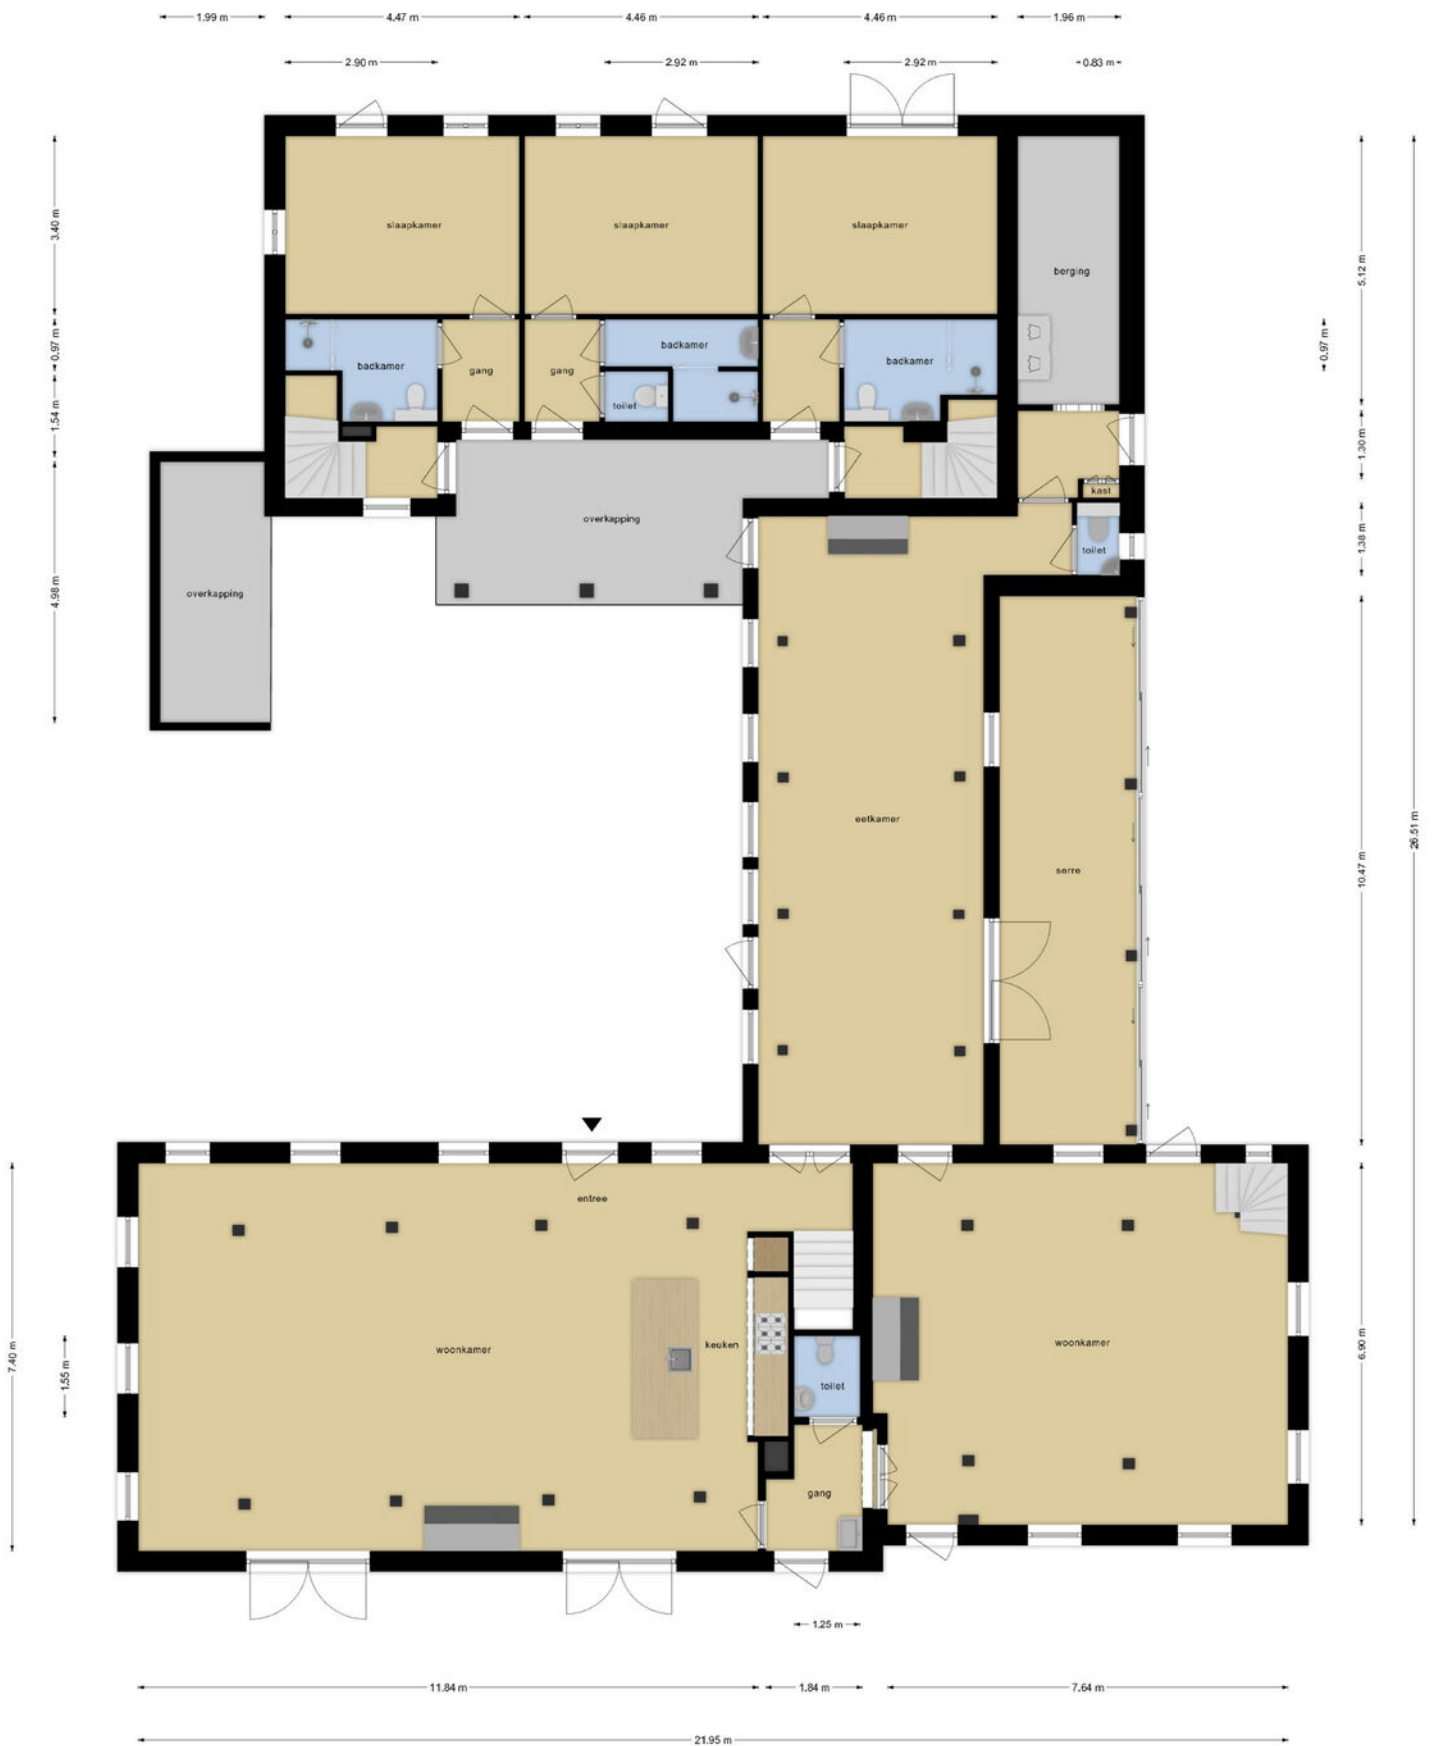 1.99 m
4.47 m
4.46 m
4.46 m
1.96 m
2.90 m
2.92 m
2.92 m
0.83 m
3.40 m
0.97 m
1.54 m
4.98 m
slaapkamer
slaapkamer
slaapkamer
berging
5.12 m
0.97 m
badkamer
gang
gang
badkamer
toilet
badkamer
1.30 m
kast
overkapping
toilet
1.38 m
overkapping
eetkamer
serre
10.47 m
26.51 m
entree
woonkamer
keuken
toilet
woonkamer
gang
7.40 m
1.55 m
6.90 m
1.25 m
11.84 m
1.84 m
7.64 m
21.95 m